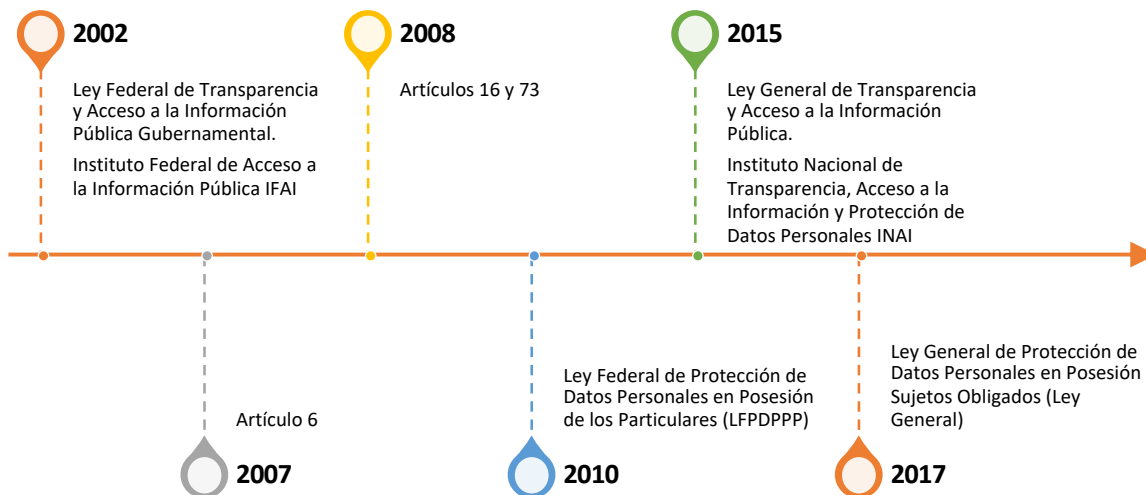 2002
Ley Federal de Transparencia
y Acceso a la Información
Pública Gubernamental.
Instituto Federal de Acceso a
la Información Pública IFAI
2008
Artículos 16 y 73
2015
Ley General de Transparencia
y Acceso a la Información
Pública.
Instituto Nacional de
Transparencia, Acceso a la
Información y Protección de
Datos Personales INAI
Artículo 6
2007
Ley Federal de Protección de
Datos Personales en Posesión
de los Particulares (LFPDPPP)
2010
Ley General de Protección de
Datos Personales en Posesión
Sujetos Obligados (Ley
General)
2017